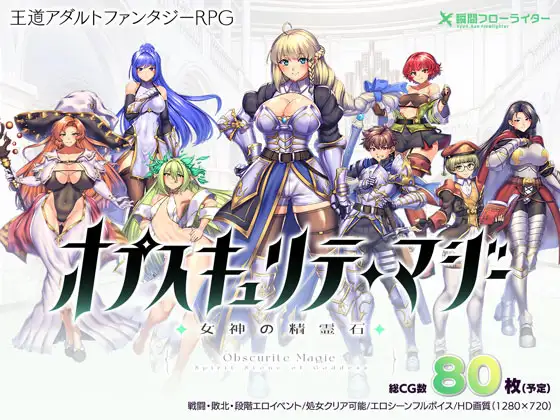 王道アダルトファンタジーRPG
瞬間フローライター
オプスキュリテ・マジー
女神の精霊石
Obscurite Magie
Spirit Stone of Goddess
総CG数 80枚(予定)
戦闘・敗北・段階エロイベント/処女クリア可能/エロシーンフルボイス/HD画質(1280×720)